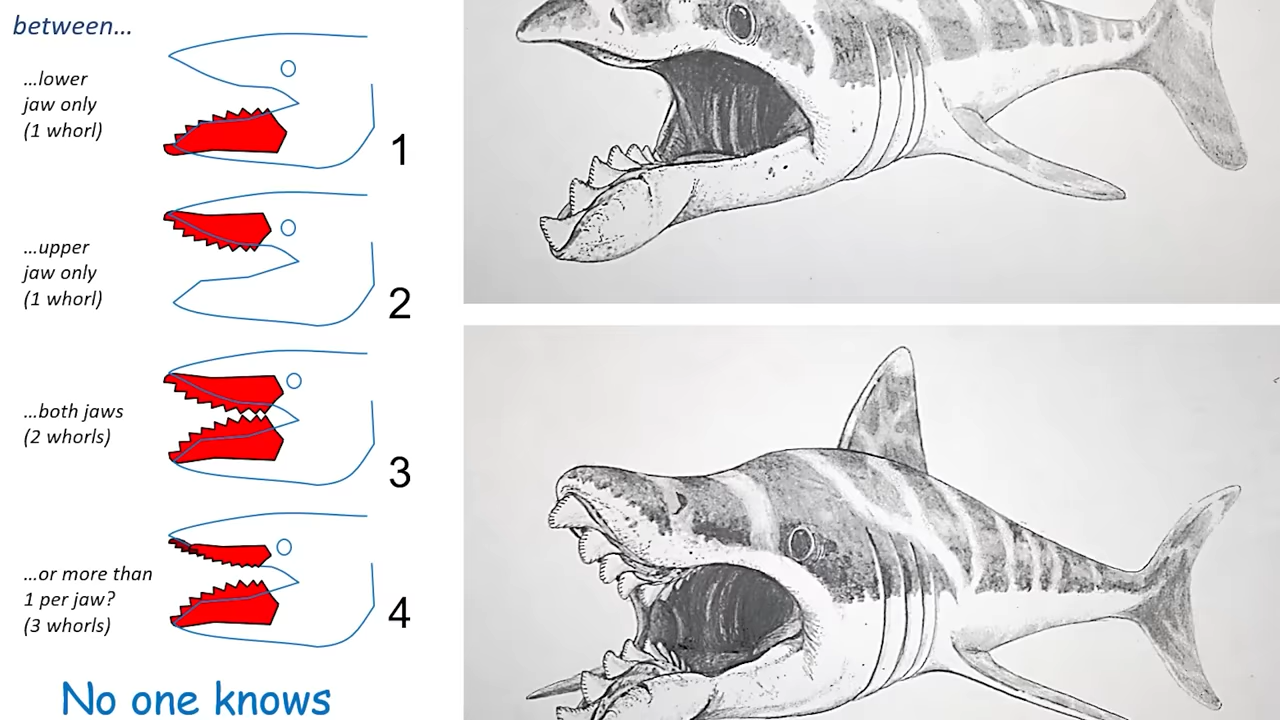 between...
...lower
jaw only
(1 whorl)
1
...upper
jaw only
(1 whorl)
2
...both jaws
(2 whorls)
3
...or more than
1 per jaw?
(3 whorls)
4
No one knows